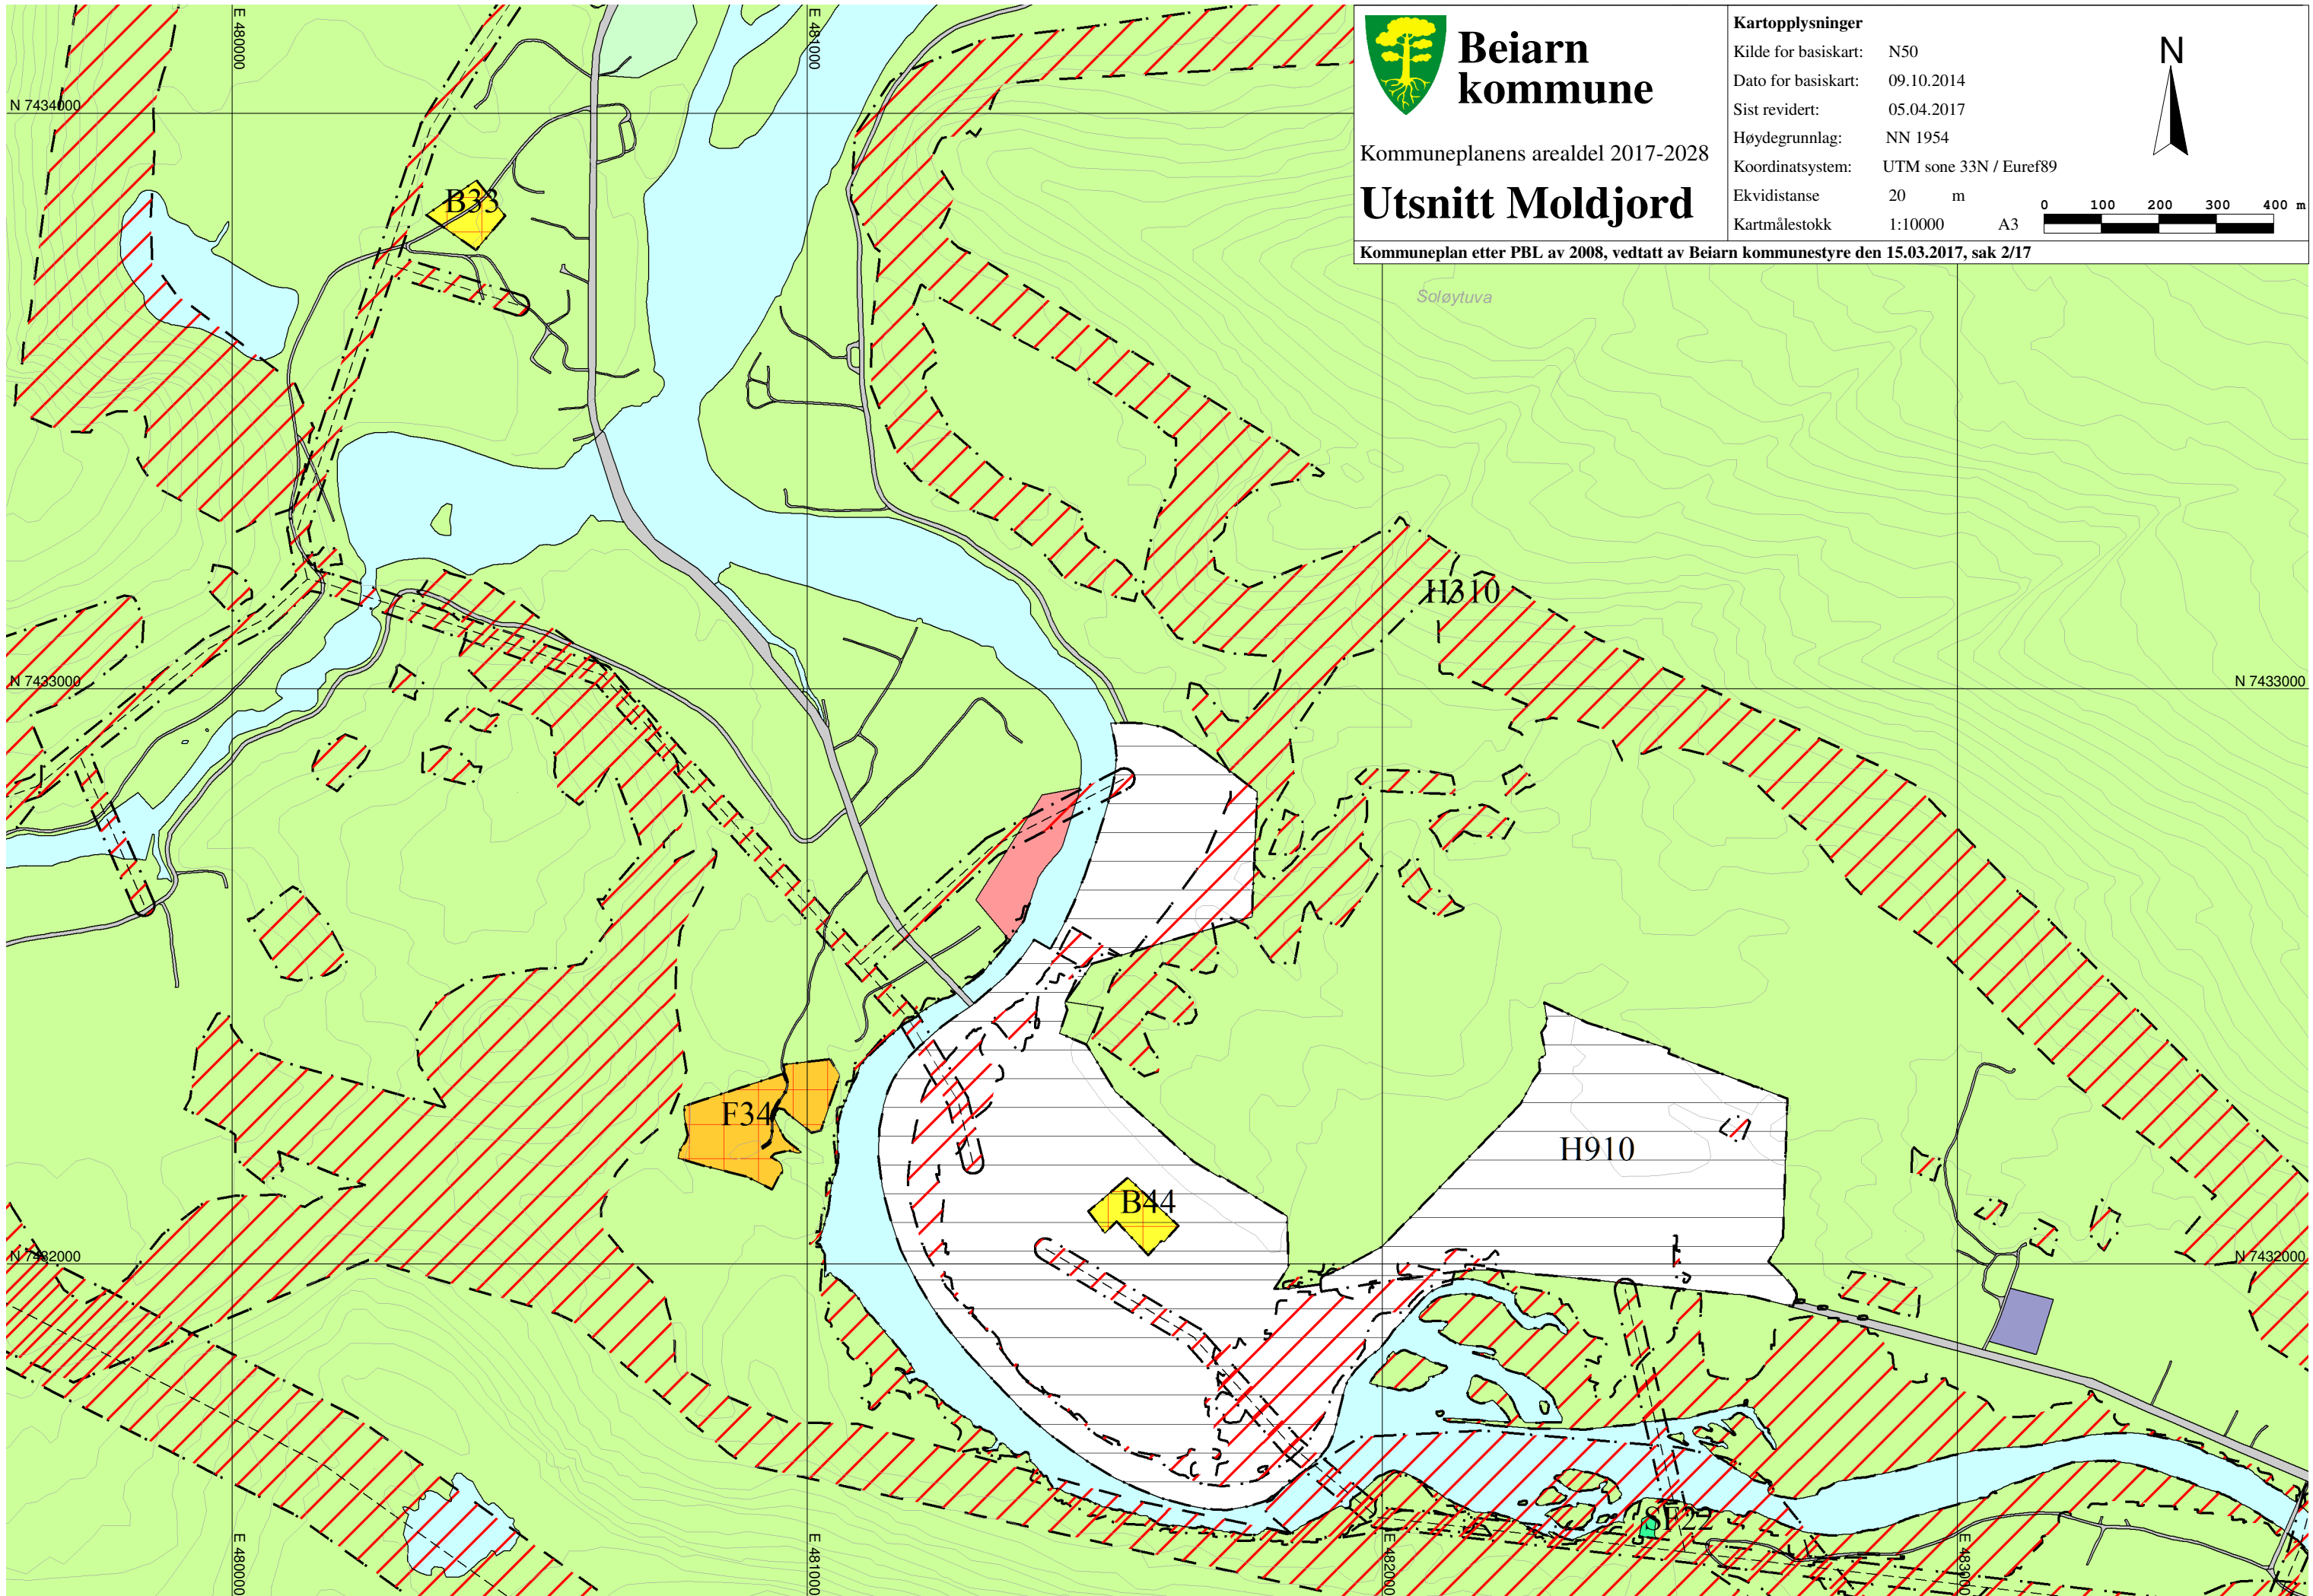 Beiarn
kommune
Kommuneplanens arealdel 2017-2028
Utsnitt Moldjord
Kartopplysninger
Kilde for basiskart: N50
Dato for basiskart: 09.10.2014
Sist revidert: 05.04.2017
Høydegrunnlag: NN 1954
Koordinatsystem: UTM sone 33N / Euref89
Ekvidistanse 20 m
Kartmålestokk 1:10000 A3
N
0 100 200 300 400 m
Kommuneplan etter PBL av 2008, vedtatt av Beiarn kommunestyre den 15.03.2017, sak 2/17
E 480000
E 481000
N 7434000
B33
Soløytuva
H310
N 7433000
N 7433000
F34
H910
B44
N 7432000
N 7432000
SF22
E 480000
E 481000
E 482000
E 483000